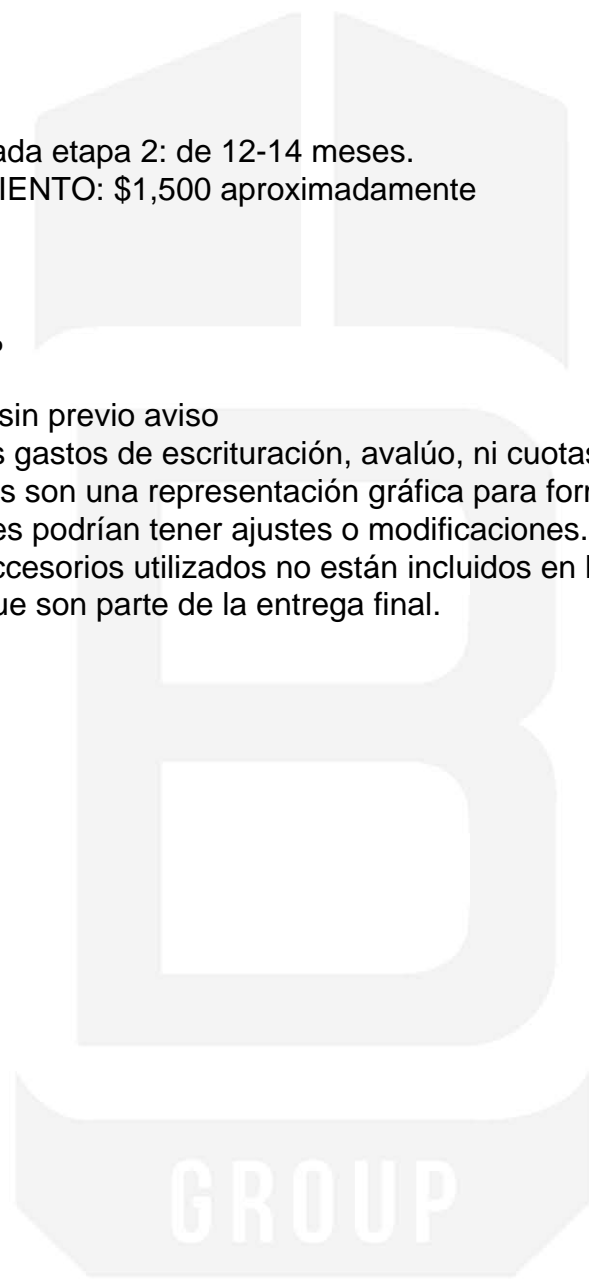 ada etapa 2: de 12-14 meses.
IENTO: $1,500 aproximadamente
sin previo aviso
s gastos de escrituración, avalúo, ni cuotas
s son una representación gráfica para for
es podrían tener ajustes o modificaciones.
ccesorios utilizados no están incluidos en
ue son parte de la entrega final.
B
GROUP